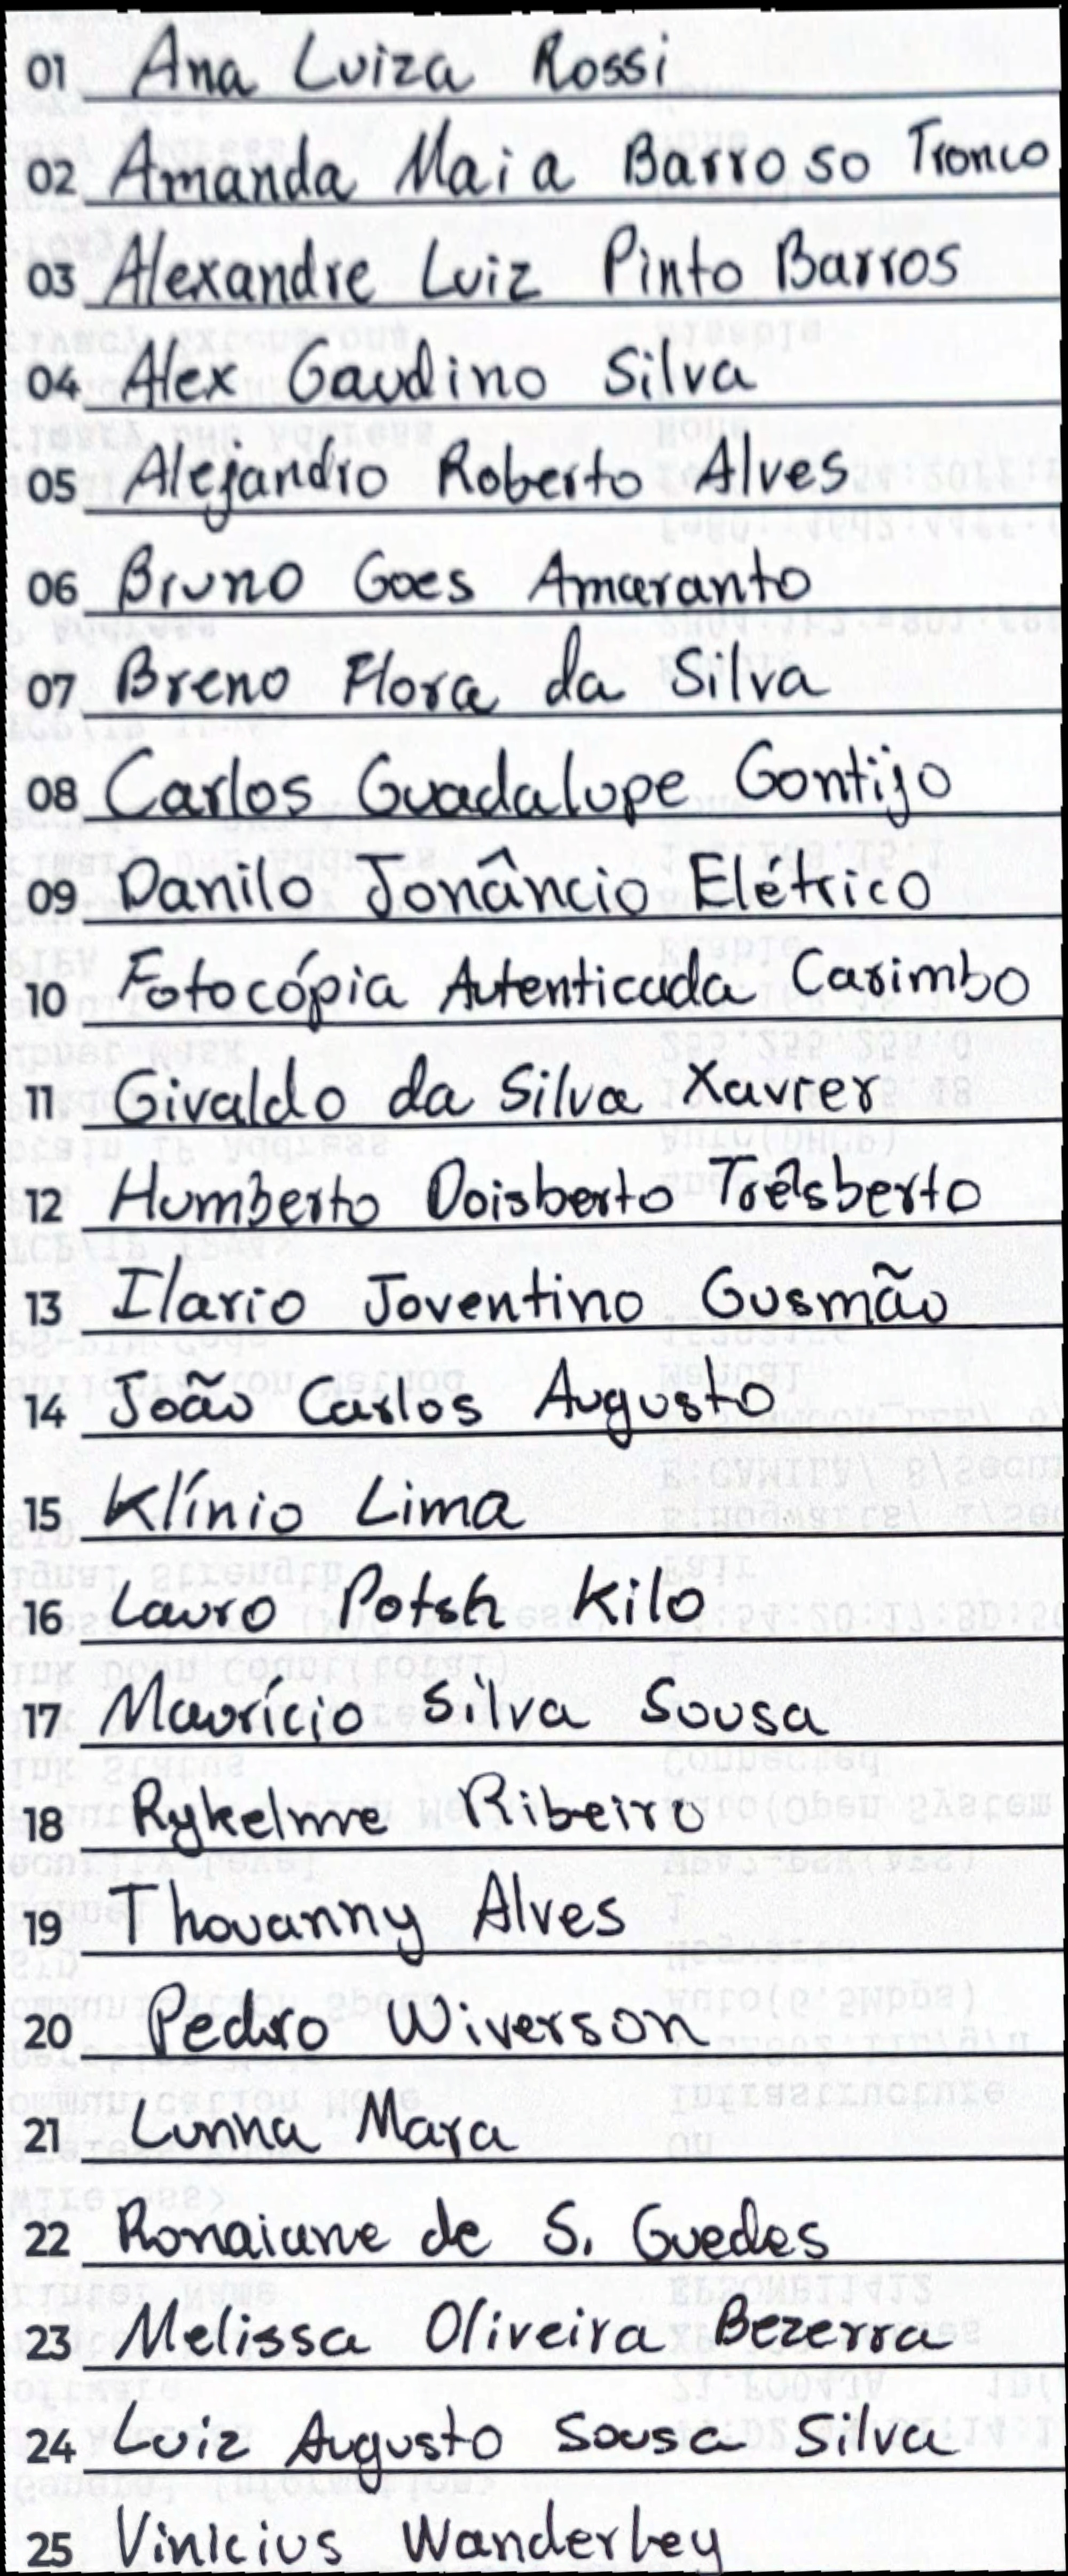 01 Ana Luiza Rossi
02 Amanda Maia Barroso Tronco
03 Alexandre Luiz Pinto Barros
04 Alex Gaudino Silva
05 Alejandro Roberto Alves
06 Bruno Goes Amaranto
07 Breno Flora da Silva
08 Carlos Guadalupe Gontijo
09 Danilo Jonâncio Elétrico
10 Fotocópia Autenticada Carimbo
11 Givaldo da Silva Xavier
12 Humberto Doisberto Trêsberto
13 Ilario Joventino Gusmão
14 João Carlos Augusto
15 Klínio Lima
16 Lauro Potsh Kilo
17 Maurício Silva Sousa
18 Rykelme Ribeiro
19 Thovanny Alves
20 Pedro Wiverson
21 Lunna Mara
22 Ronaiane de S. Guedes
23 Melissa Oliveira Bezerra
24 Luiz Augusto Sousa Silva
25 Vinicius Wanderley